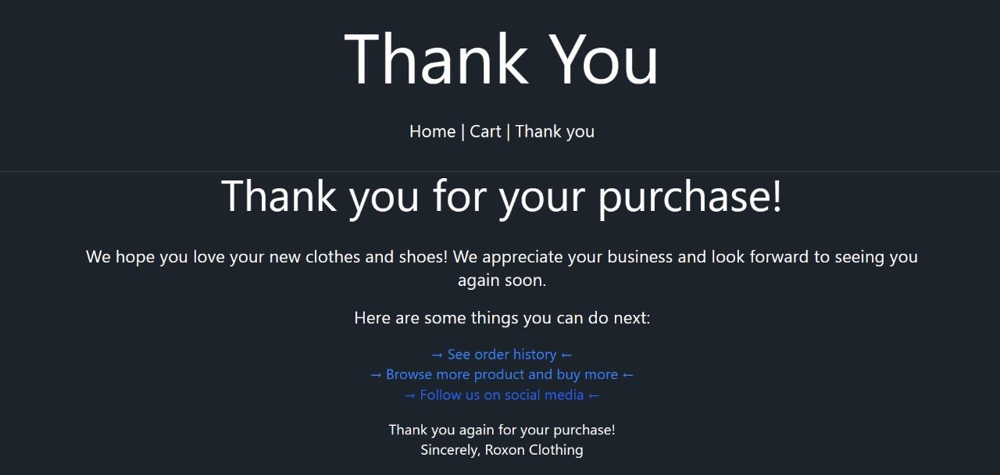 Thank You
Home | Cart | Thank you
Thank you for your purchase!
We hope you love your new clothes and shoes! We appreciate your business and look forward to seeing you
again soon.
Here are some things you can do next:
→ See order history ←
→ Browse more product and buy more ←
→ Follow us on social media ←
Thank you again for your purchase!
Sincerely, Roxon Clothing